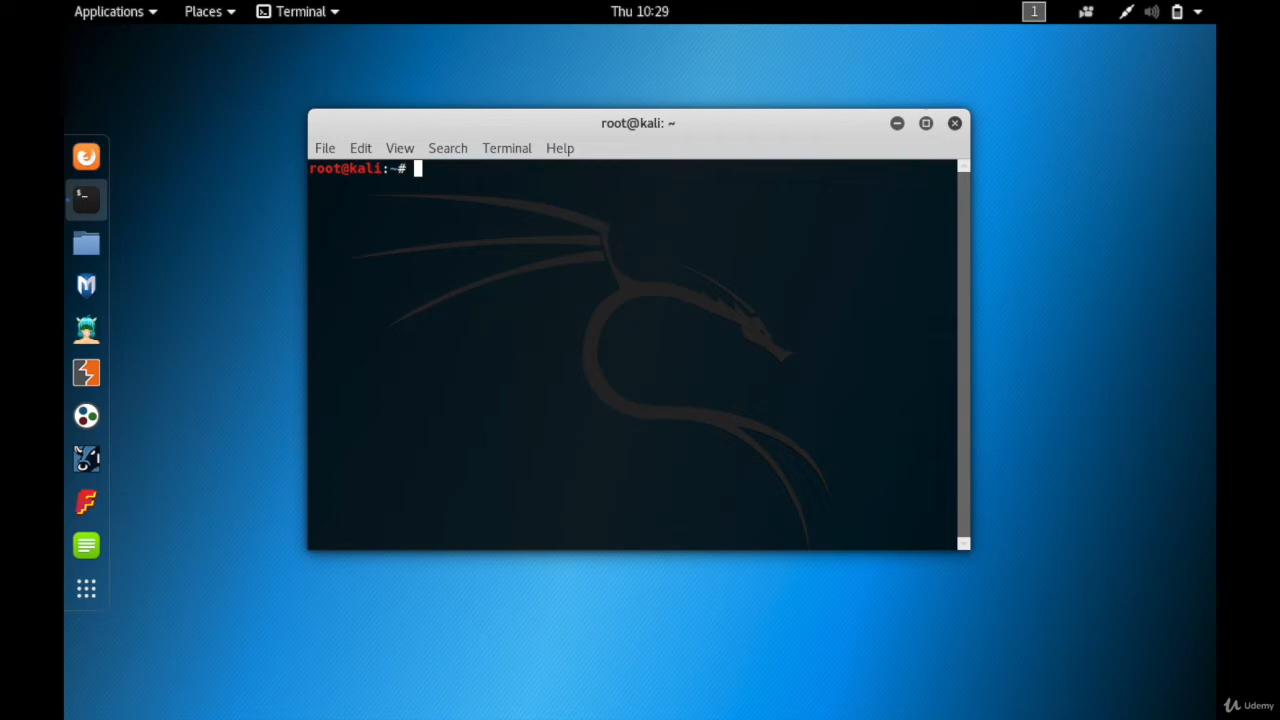 Applications Places Terminal Thu 10:29 1
root@kali: ~
File Edit View Search Terminal Help
root@kali:~#
Udemy